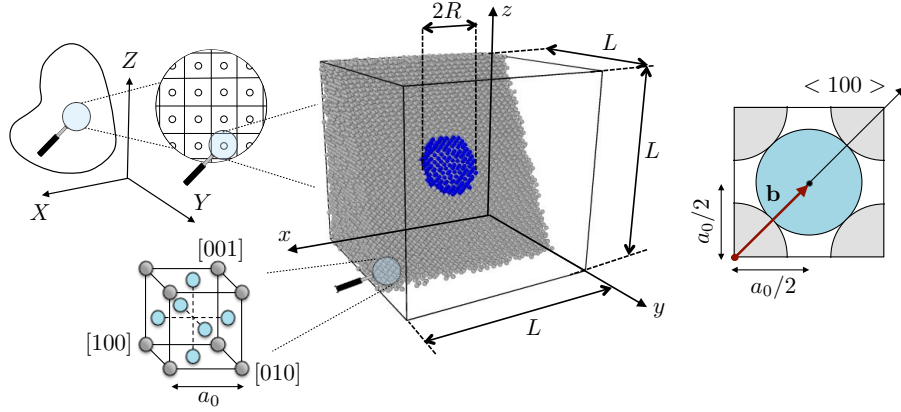 Z
X
Y
2R
z
L
L
x
y
L
[001]
[100]
[010]
a₀
< 100 >
b
a₀/2
a₀/2